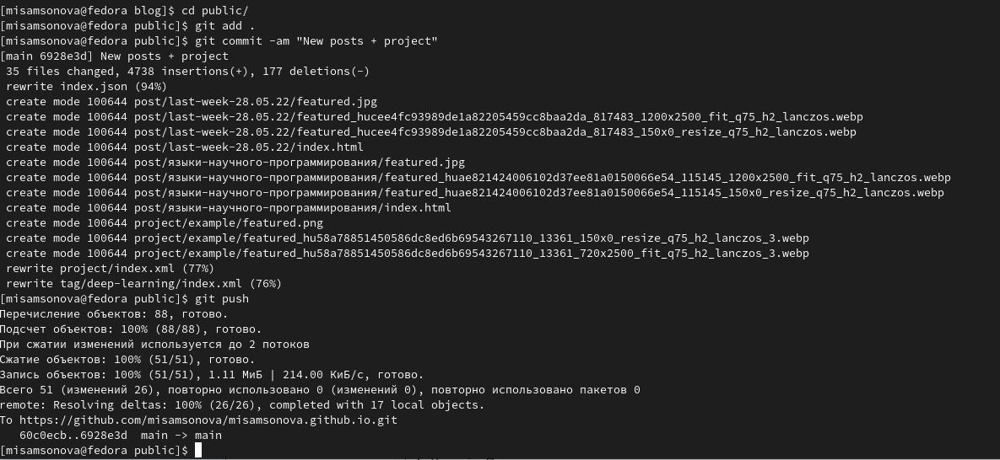 [misamsonova@fedora blog]$ cd public/
[misamsonova@fedora public]$ git add .
[misamsonova@fedora public]$ git commit -am "New posts + project"
[main 6928e3d] New posts + project
 35 files changed, 4738 insertions(+), 177 deletions(-)
 rewrite index.json (94%)
 create mode 100644 post/last-week-28.05.22/featured.jpg
 create mode 100644 post/last-week-28.05.22/featured_hucee4fc93989de1a82205459cc8baa2da_817483_1200x2500_fit_q75_h2_lanczos.webp
 create mode 100644 post/last-week-28.05.22/featured_hucee4fc93989de1a82205459cc8baa2da_817483_150x0_resize_q75_h2_lanczos.webp
 create mode 100644 post/last-week-28.05.22/index.html
 create mode 100644 post/языки-научного-программирования/featured.jpg
 create mode 100644 post/языки-научного-программирования/featured_huae821424006102d37ee81a0150066e54_115145_1200x2500_fit_q75_h2_lanczos.webp
 create mode 100644 post/языки-научного-программирования/featured_huae821424006102d37ee81a0150066e54_115145_150x0_resize_q75_h2_lanczos.webp
 create mode 100644 post/языки-научного-программирования/index.html
 create mode 100644 project/example/featured.png
 create mode 100644 project/example/featured_hu58a78851450586dc8ed6b69543267110_13361_150x0_resize_q75_h2_lanczos_3.webp
 create mode 100644 project/example/featured_hu58a78851450586dc8ed6b69543267110_13361_720x2500_fit_q75_h2_lanczos_3.webp
 rewrite project/index.xml (77%)
 rewrite tag/deep-learning/index.xml (76%)
[misamsonova@fedora public]$ git push
Перечисление объектов: 88, готово.
Подсчет объектов: 100% (88/88), готово.
При сжатии изменений используется до 2 потоков
Сжатие объектов: 100% (51/51), готово.
Запись объектов: 100% (51/51), 1.11 МиБ | 214.00 КиБ/с, готово.
Всего 51 (изменений 26), повторно использовано 0 (изменений 0), повторно использовано пакетов 0
remote: Resolving deltas: 100% (26/26), completed with 17 local objects.
To https://github.com/misamsonova/misamsonova.github.io.git
   60c0ecb..6928e3d  main -> main
[misamsonova@fedora public]$